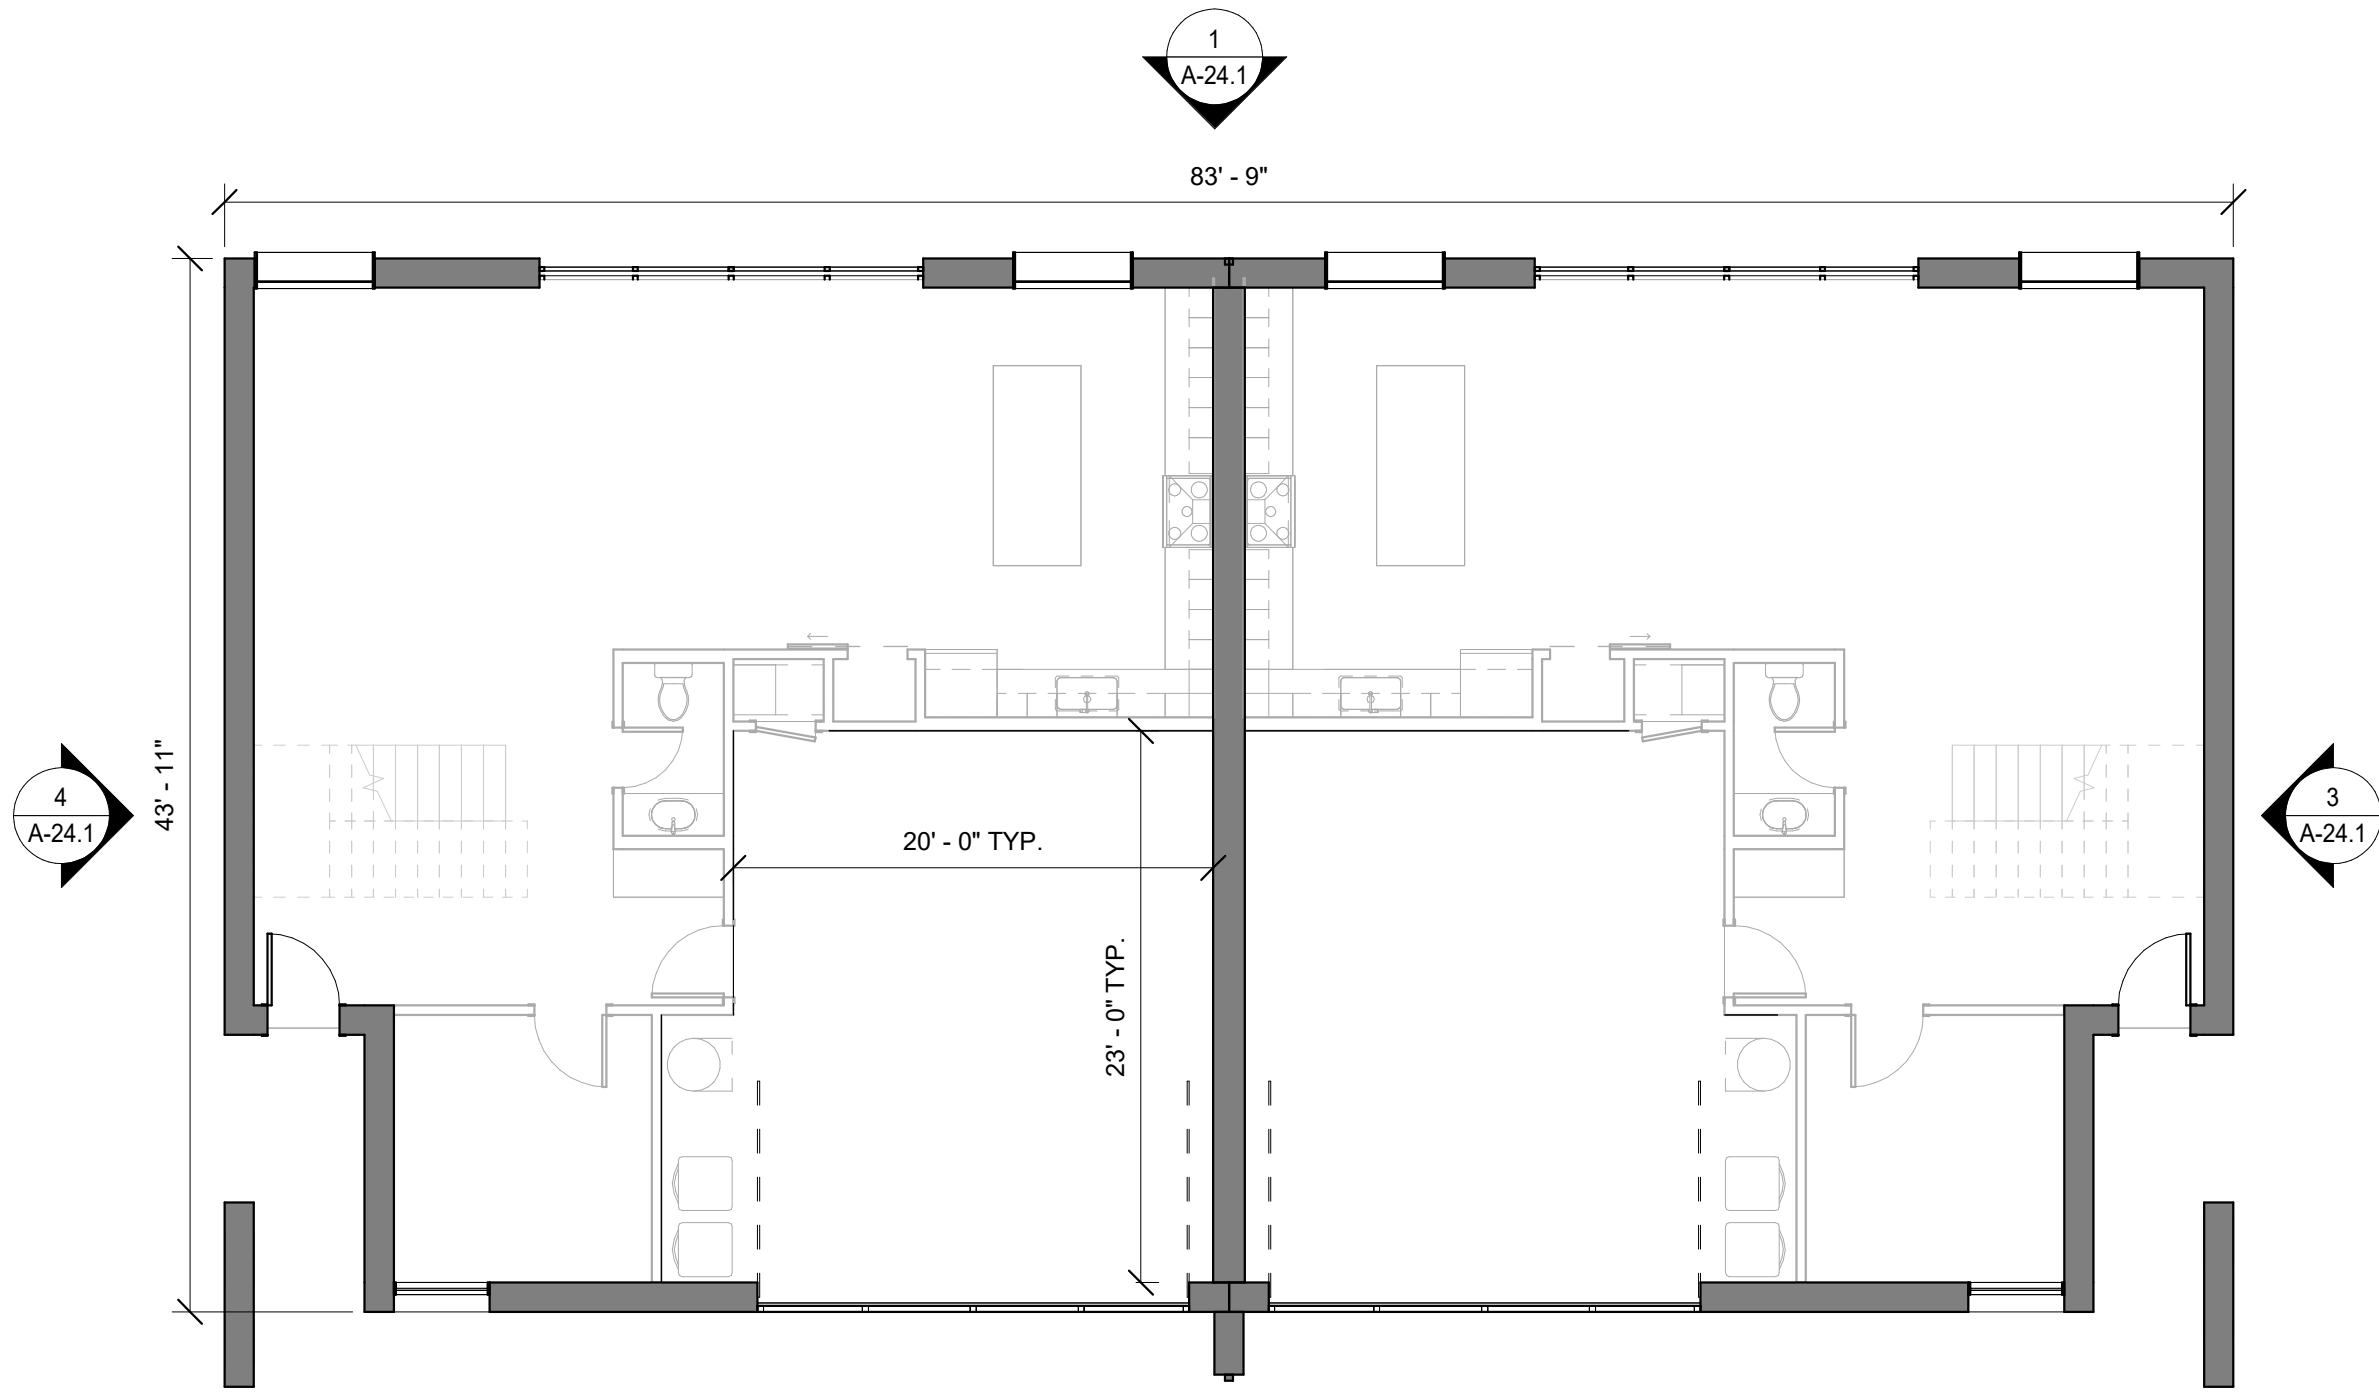 1
A-24.1
83' - 9"
43' - 11"
4
A-24.1
20' - 0" TYP.
23' - 0" TYP.
3
A-24.1